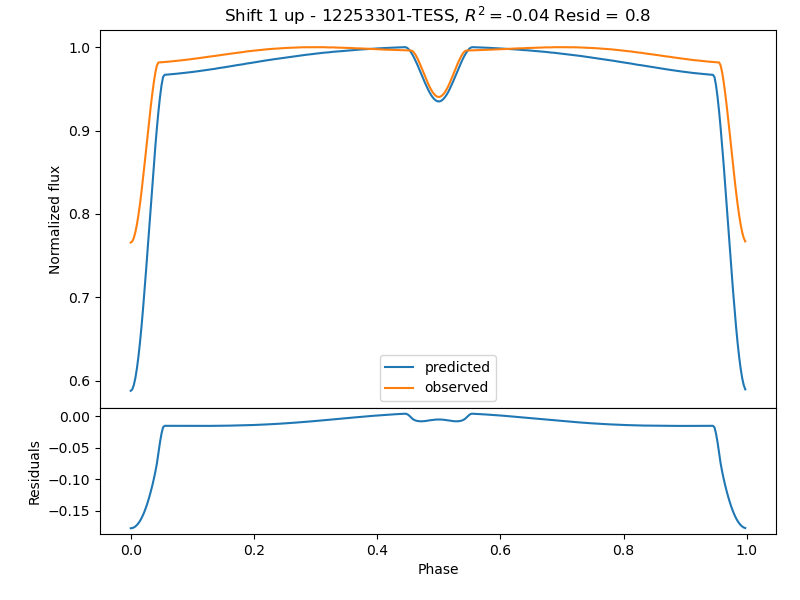 Shift 1 up - 12253301-TESS, $R^2 = $-0.04 Resid = 0.8
1.0
0.9
0.8
0.7
0.6
Normalized flux
predicted
observed
0.00
−0.05
−0.10
−0.15
Residuals
0.0 0.2 0.4 0.6 0.8 1.0
Phase